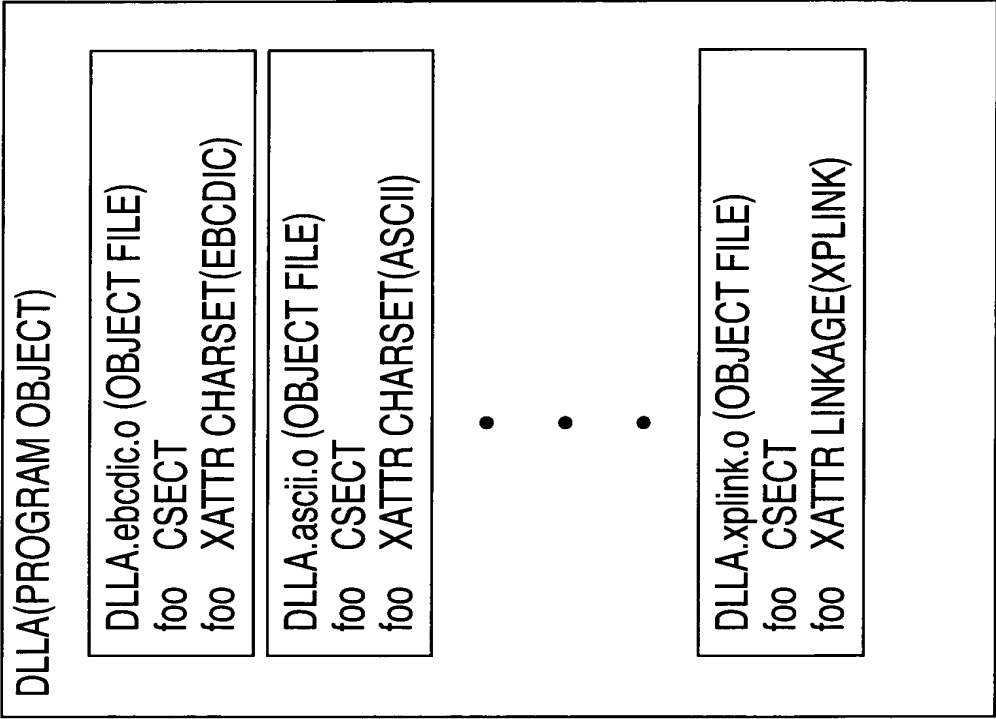 DLLA(PROGRAM OBJECT)
DLLA.ebcdic.o (OBJECT FILE)
foo CSECT
foo XATTR CHARSET(EBCDIC)
DLLA.ascii.o (OBJECT FILE)
foo CSECT
foo XATTR CHARSET(ASCII)
DLLA.xplink.o (OBJECT FILE)
foo CSECT
foo XATTR LINKAGE(XPLINK)